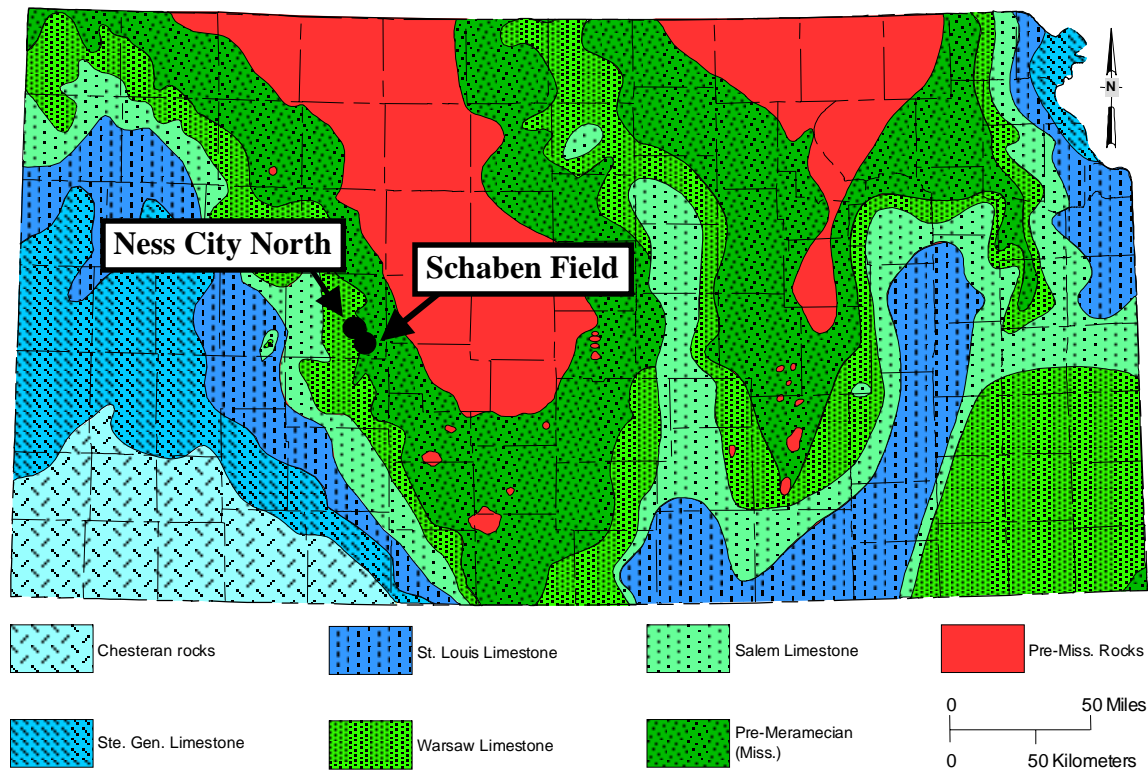 N
Ness City North
Schaben Field
Chesteran rocks
St. Louis Limestone
Salem Limestone
Pre-Miss. Rocks
Ste. Gen. Limestone
Warsaw Limestone
Pre-Meramecian
(Miss.)
0 50 Miles
0 50 Kilometers